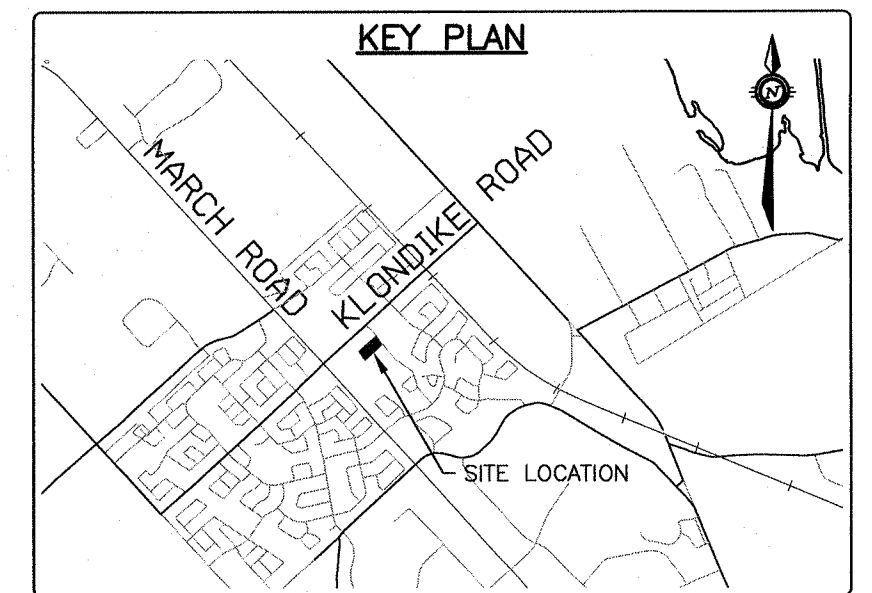 KEY PLAN
N
MARCH ROAD
KLONDIKE ROAD
SITE LOCATION